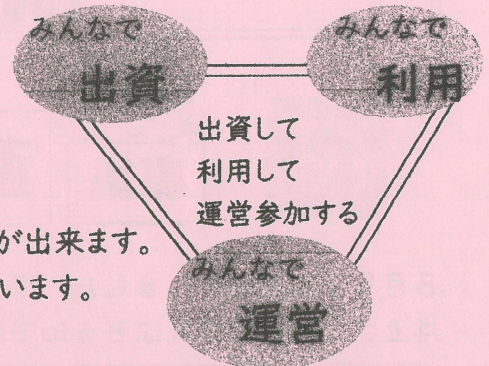 みんなで
出資
みんなで
利用
出資して
利用して
運営参加する
が出来ます。
います。
みんなで
運営